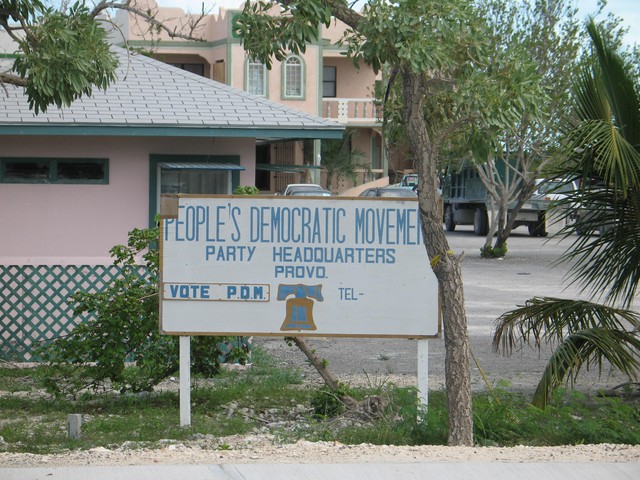 PEOPLE'S DEMOCRATIC MOVEME
PARTY HEADQUARTERS
PROVO.
VOTE P.D.M.
TEL-